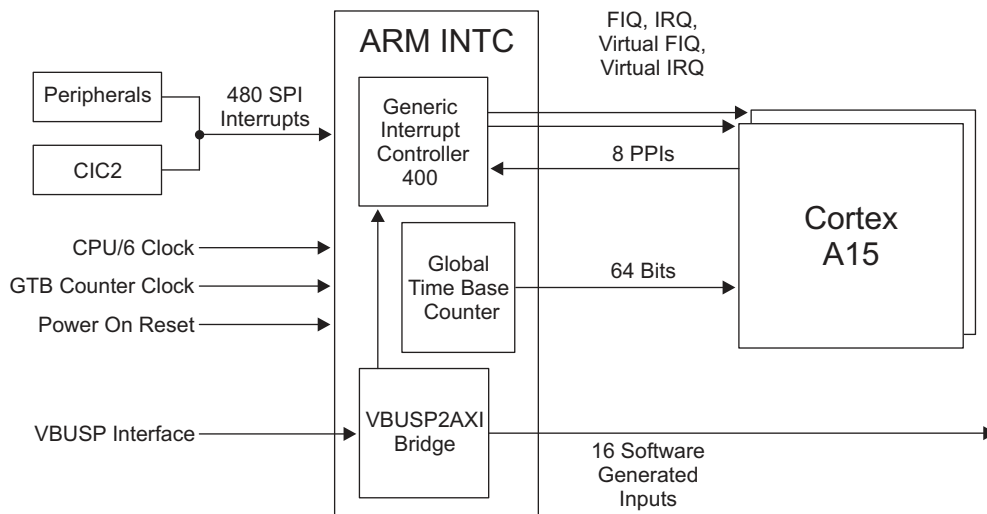 FIQ, IRQ,
Virtual FIQ,
Virtual IRQ
ARM INTC
Peripherals
480 SPI
Interrupts
CIC2
Generic
Interrupt
Controller
400
8 PPIs
Cortex
A15
CPU/6 Clock
GTB Counter Clock
Power On Reset
Global
Time Base
Counter
64 Bits
VBUSP Interface
VBUSP2AXI
Bridge
16 Software
Generated
Inputs